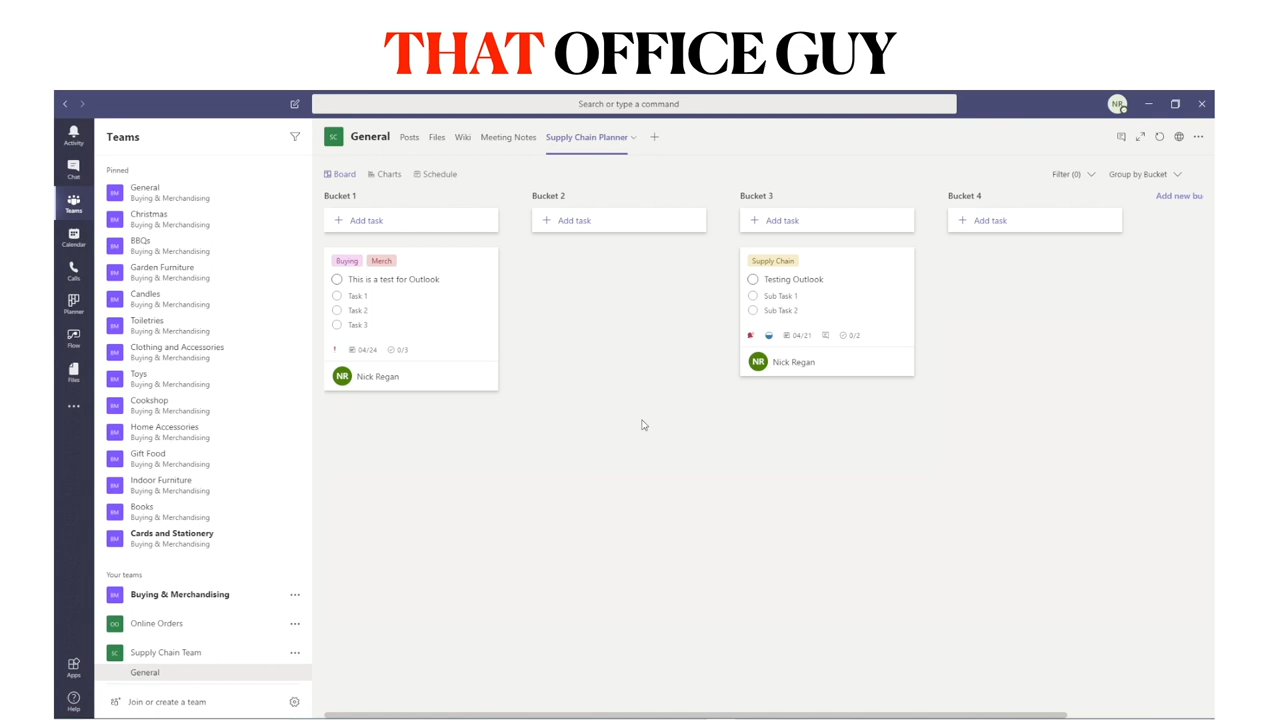 THAT OFFICE GUY
Search or type a command
NR
Activity
Chat
Teams
Calendar
Calls
Planner
Flow
Files
Apps
Help
Teams
Pinned
BM General
Buying & Merchandising
BM Christmas
Buying & Merchandising
BM BBQs
Buying & Merchandising
BM Garden Furniture
Buying & Merchandising
BM Candles
Buying & Merchandising
BM Toiletries
Buying & Merchandising
BM Clothing and Accessories
Buying & Merchandising
BM Toys
Buying & Merchandising
BM Cookshop
Buying & Merchandising
BM Home Accessories
Buying & Merchandising
BM Gift Food
Buying & Merchandising
BM Indoor Furniture
Buying & Merchandising
BM Books
Buying & Merchandising
BM Cards and Stationery
Buying & Merchandising
Your teams
BM Buying & Merchandising
OO Online Orders
SC Supply Chain Team
General
Join or create a team
SC General Posts Files Wiki Meeting Notes Supply Chain Planner
Board Charts Schedule Filter (0) Group by Bucket
Bucket 1 Bucket 2 Bucket 3 Bucket 4 Add new bu
Add task Add task Add task Add task
Buying Merch
This is a test for Outlook
Task 1
Task 2
Task 3
! 04/24 0/3
NR Nick Regan
Supply Chain
Testing Outlook
Sub Task 1
Sub Task 2
04/21 0/2
NR Nick Regan